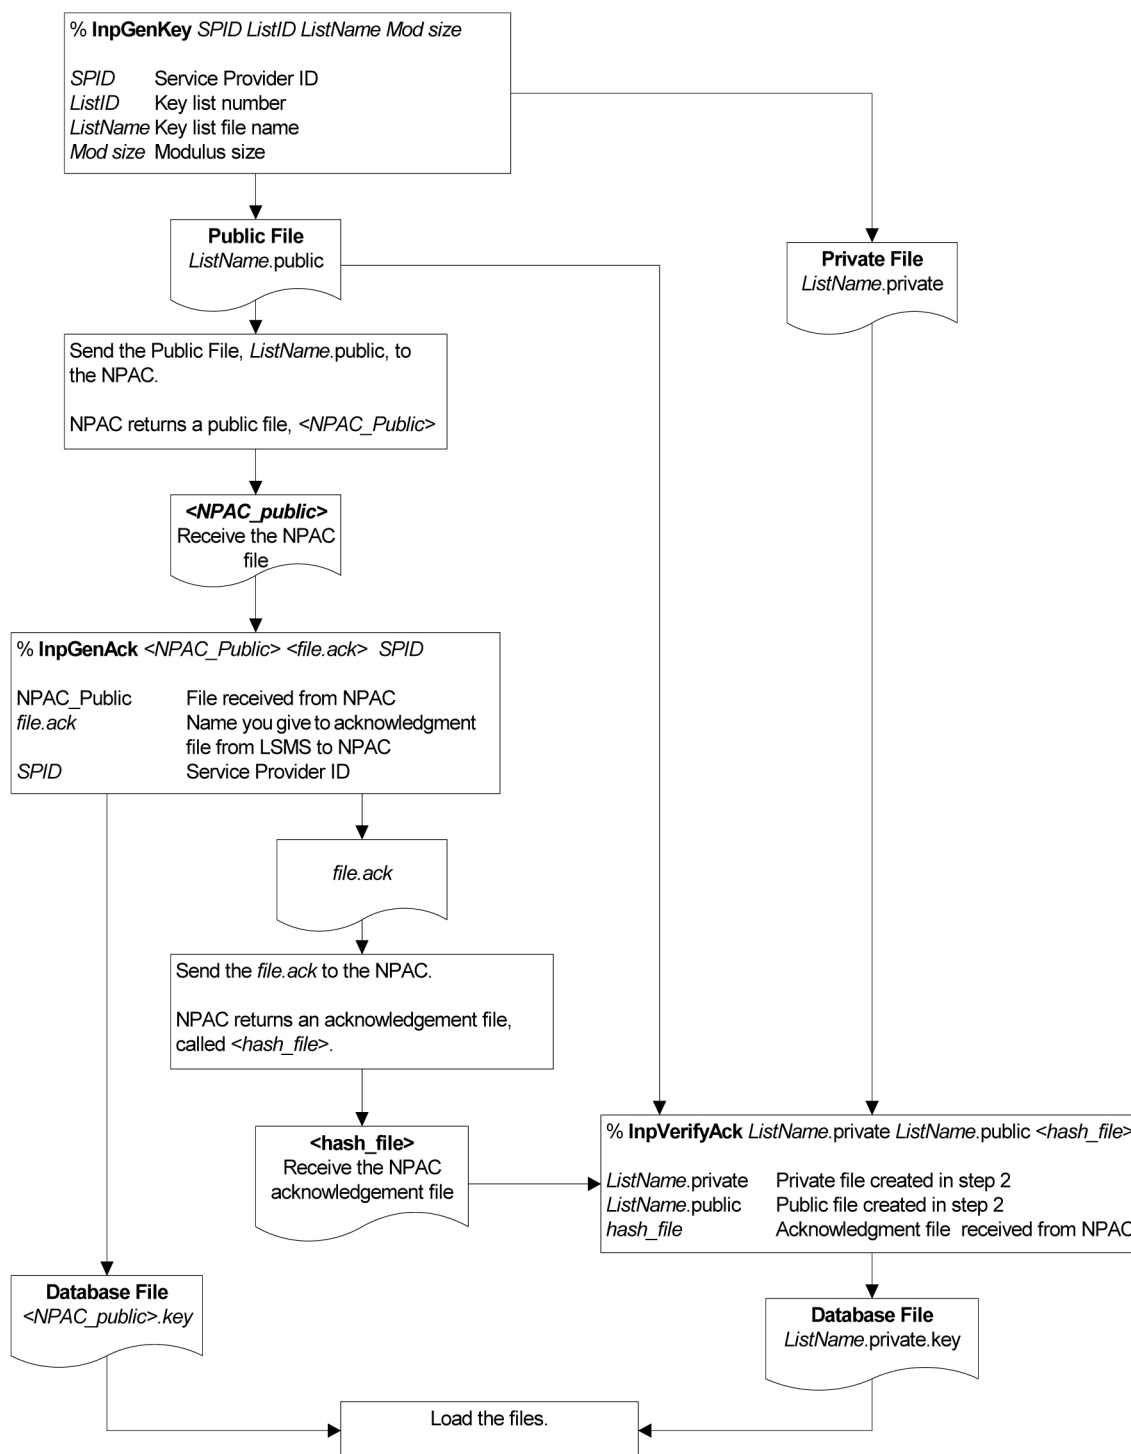 % InpGenKey SPID ListID ListName Mod size
SPID Service Provider ID
ListID Key list number
ListName Key list file name
Mod size Modulus size
Public File
ListName.public
Private File
ListName.private
Send the Public File, ListName.public, to
the NPAC.
NPAC returns a public file, <NPAC_Public>
<NPAC_public>
Receive the NPAC
file
% InpGenAck <NPAC_Public> <file.ack> SPID
NPAC_Public File received from NPAC
file.ack Name you give to acknowledgment
file from LSMS to NPAC
SPID Service Provider ID
file.ack
Send the file.ack to the NPAC.
NPAC returns an acknowledgement file,
called <hash_file>.
<hash_file>
Receive the NPAC
acknowledgement file
% InpVerifyAck ListName.private ListName.public <hash_file>
ListName.private Private file created in step 2
ListName.public Public file created in step 2
hash_file Acknowledgment file received from NPAC
Database File
<NPAC_public>.key
Database File
ListName.private.key
Load the files.